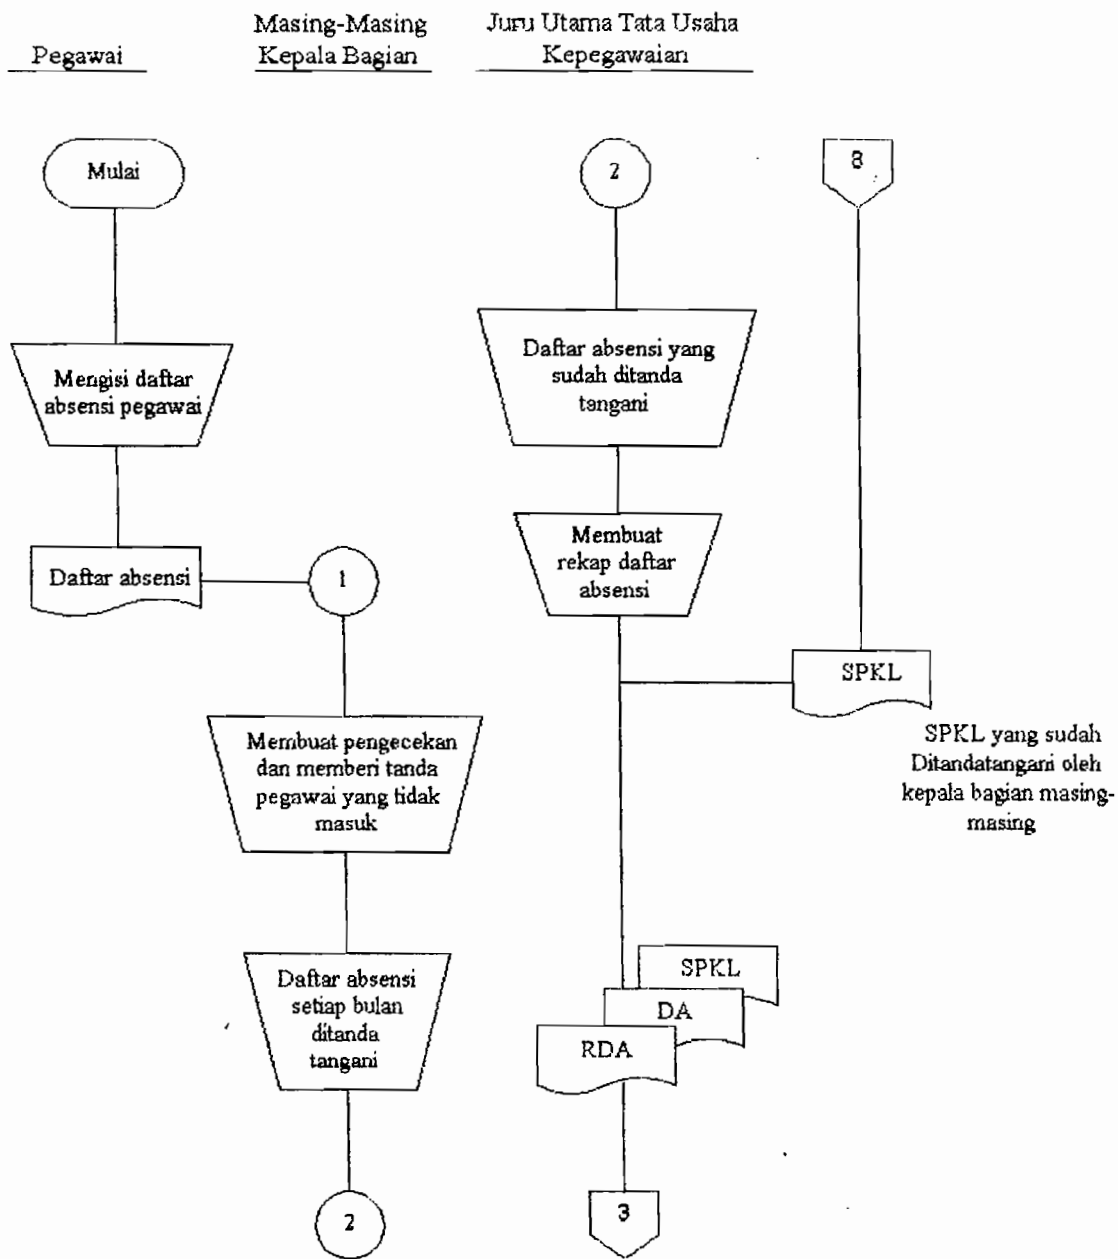 Pegawai
Masing-Masing
Kepala Bagian
Juru Utama Tata Usaha
Kepegawaian
Mulai
Mengisi daftar
absensi pegawai
Daftar absensi
1
Membuat pengecekan
dan memberi tanda
pegawai yang tidak
masuk
Daftar absensi
setiap bulan
ditanda
tangani
2
2
Daftar absensi yang
sudah ditanda
tangani
Membuat
rekap daftar
absensi
8
SPKL
SPKL yang sudah
Ditandatangani oleh
kepala bagian masing-
masing
SPKL
DA
RDA
3